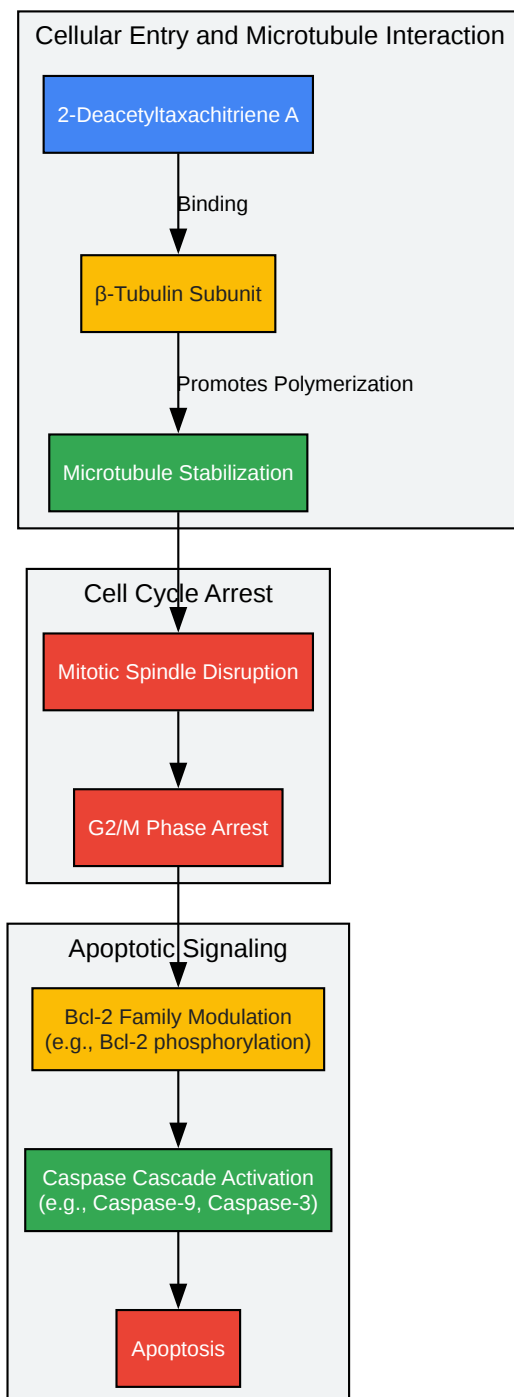 Cellular Entry and Microtubule Interaction
2-Deacetyltaxachitriene A
Binding
β-Tubulin Subunit
Promotes Polymerization
Microtubule Stabilization
Cell Cycle Arrest
Mitotic Spindle Disruption
G2/M Phase Arrest
Apoptotic Signaling
Bcl-2 Family Modulation
(e.g., Bcl-2 phosphorylation)
Caspase Cascade Activation
(e.g., Caspase-9, Caspase-3)
Apoptosis